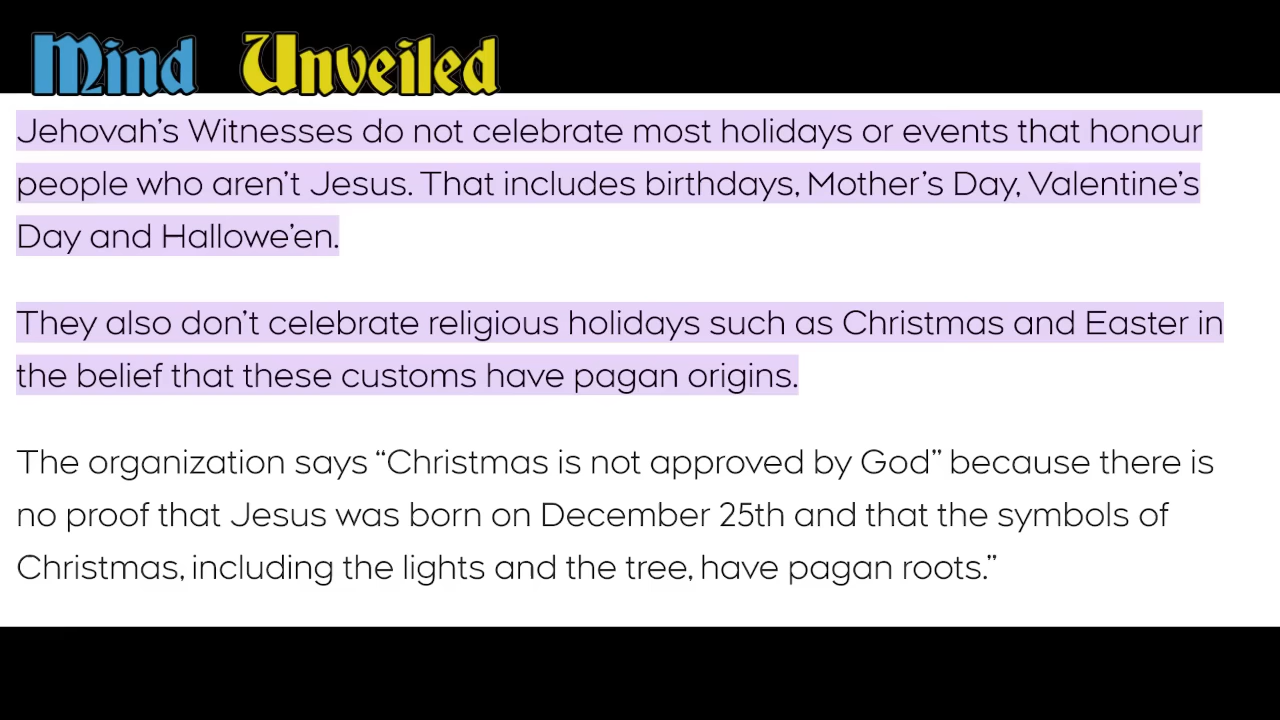 Mind Unveiled
Jehovah's Witnesses do not celebrate most holidays or events that honour
people who aren't Jesus. That includes birthdays, Mother's Day, Valentine's
Day and Hallowe'en.
They also don't celebrate religious holidays such as Christmas and Easter in
the belief that these customs have pagan origins.
The organization says “Christmas is not approved by God” because there is
no proof that Jesus was born on December 25th and that the symbols of
Christmas, including the lights and the tree, have pagan roots.”